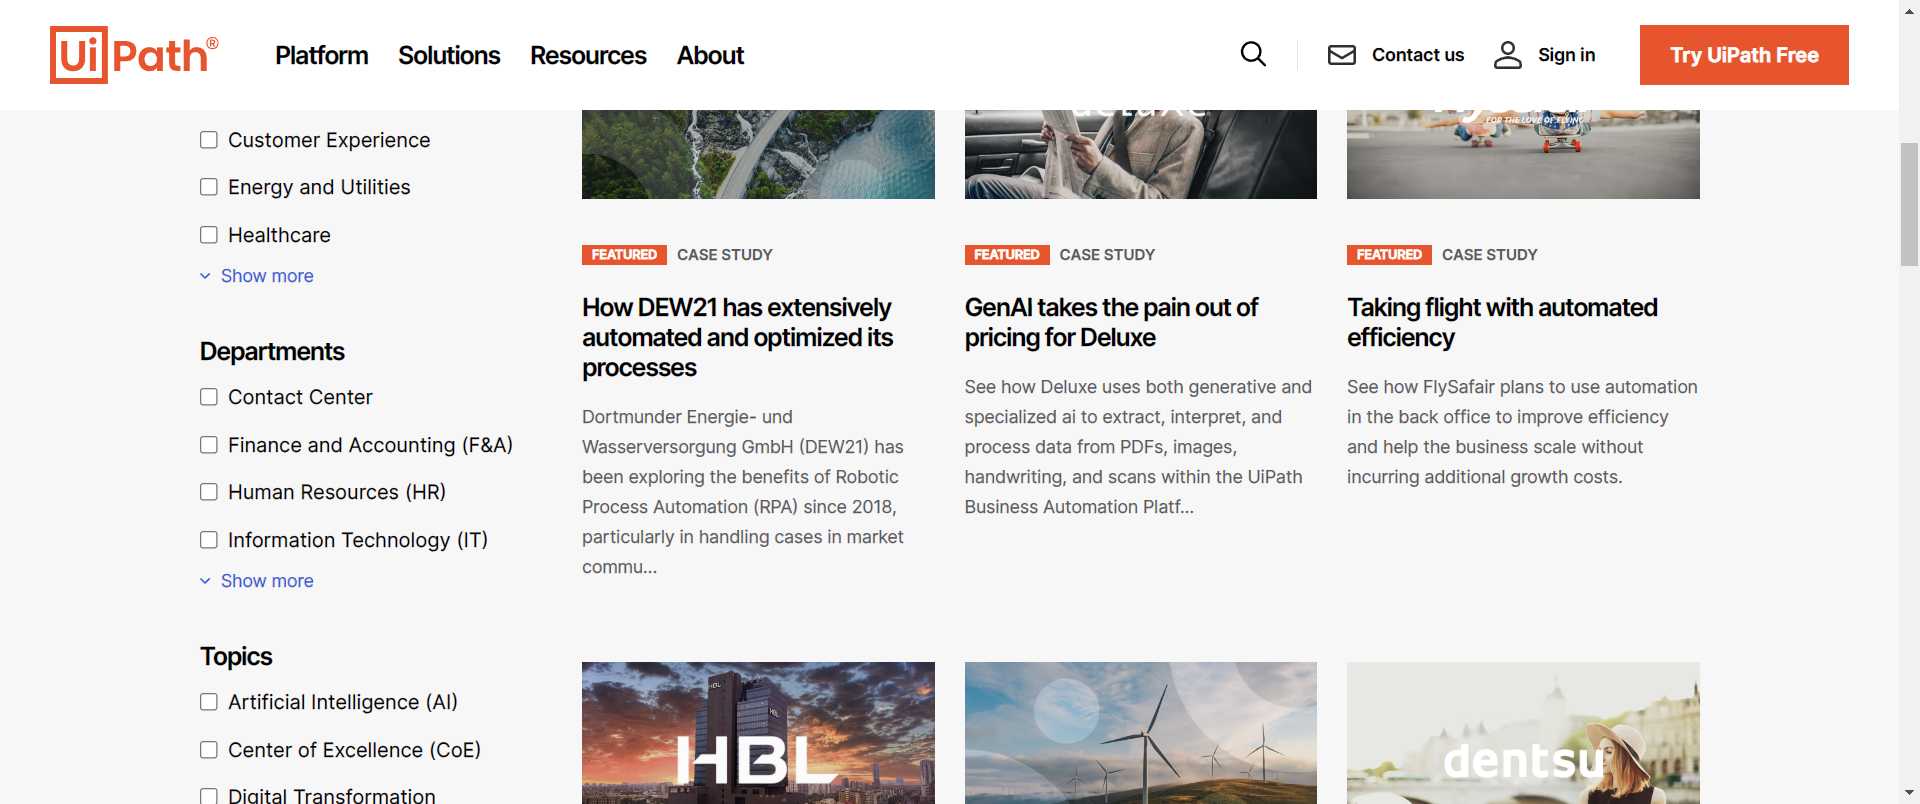 UiPath®
Platform
Solutions
Resources
About
Contact us
Sign in
Try UiPath Free
Customer Experience
Energy and Utilities
Healthcare
Show more
Departments
Contact Center
Finance and Accounting (F&A)
Human Resources (HR)
Information Technology (IT)
Show more
Topics
Artificial Intelligence (AI)
Center of Excellence (CoE)
Digital Transformation
FOR THE LOVE OF FLYING
FEATURED CASE STUDY
How DEW21 has extensively
automated and optimized its
processes
Dortmunder Energie- und
Wasserversorgung GmbH (DEW21) has
been exploring the benefits of Robotic
Process Automation (RPA) since 2018,
particularly in handling cases in market
commu...
FEATURED CASE STUDY
GenAI takes the pain out of
pricing for Deluxe
See how Deluxe uses both generative and
specialized ai to extract, interpret, and
process data from PDFs, images,
handwriting, and scans within the UiPath
Business Automation Platf...
FEATURED CASE STUDY
Taking flight with automated
efficiency
See how FlySafair plans to use automation
in the back office to improve efficiency
and help the business scale without
incurring additional growth costs.
HBL
HBL
HBL
dentsu